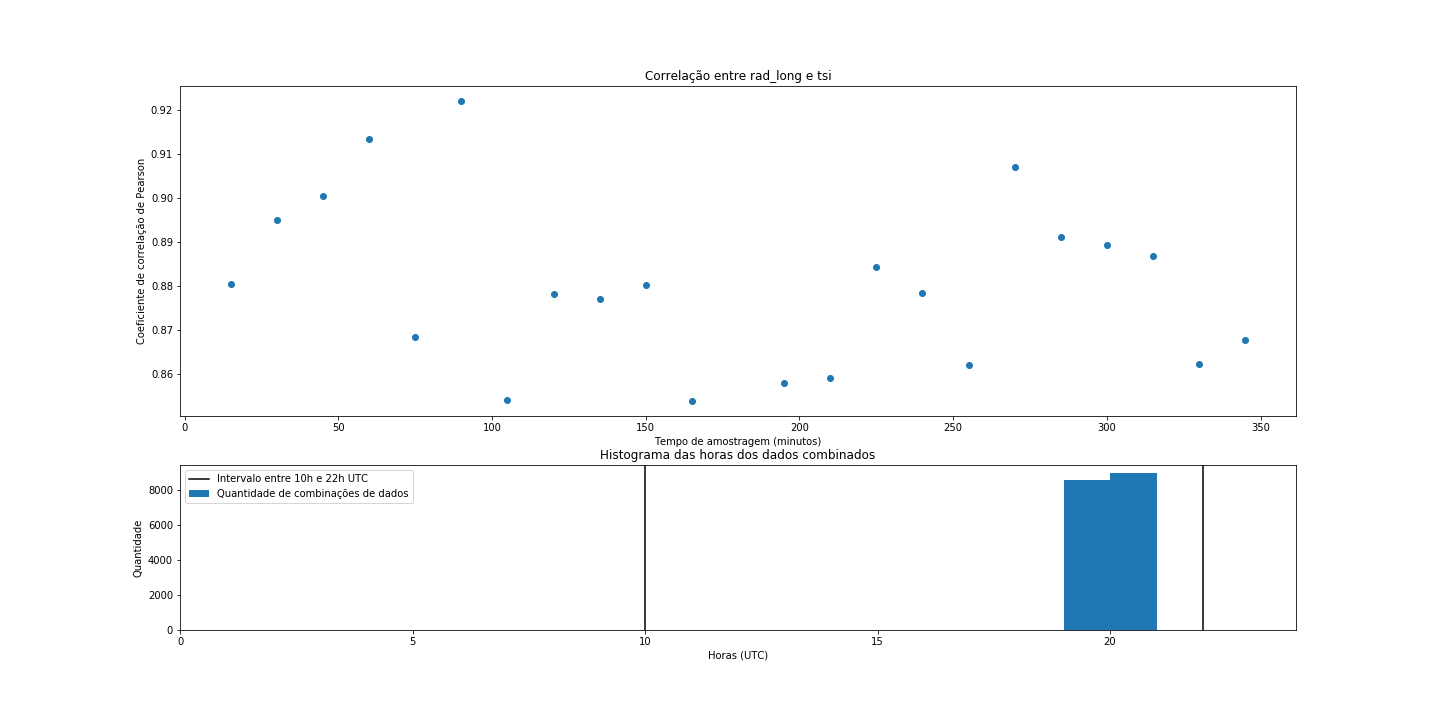 Correlação entre rad_long e tsi
Coeficiente de correlação de Pearson
0.92
0.91
0.90
0.89
0.88
0.87
0.86
0 50 100 150 200 250 300 350
Tempo de amostragem (minutos)
Histograma das horas dos dados combinados
Quantidade
8000
6000
4000
2000
0
Intervalo entre 10h e 22h UTC
Quantidade de combinações de dados
0 5 10 15 20
Horas (UTC)